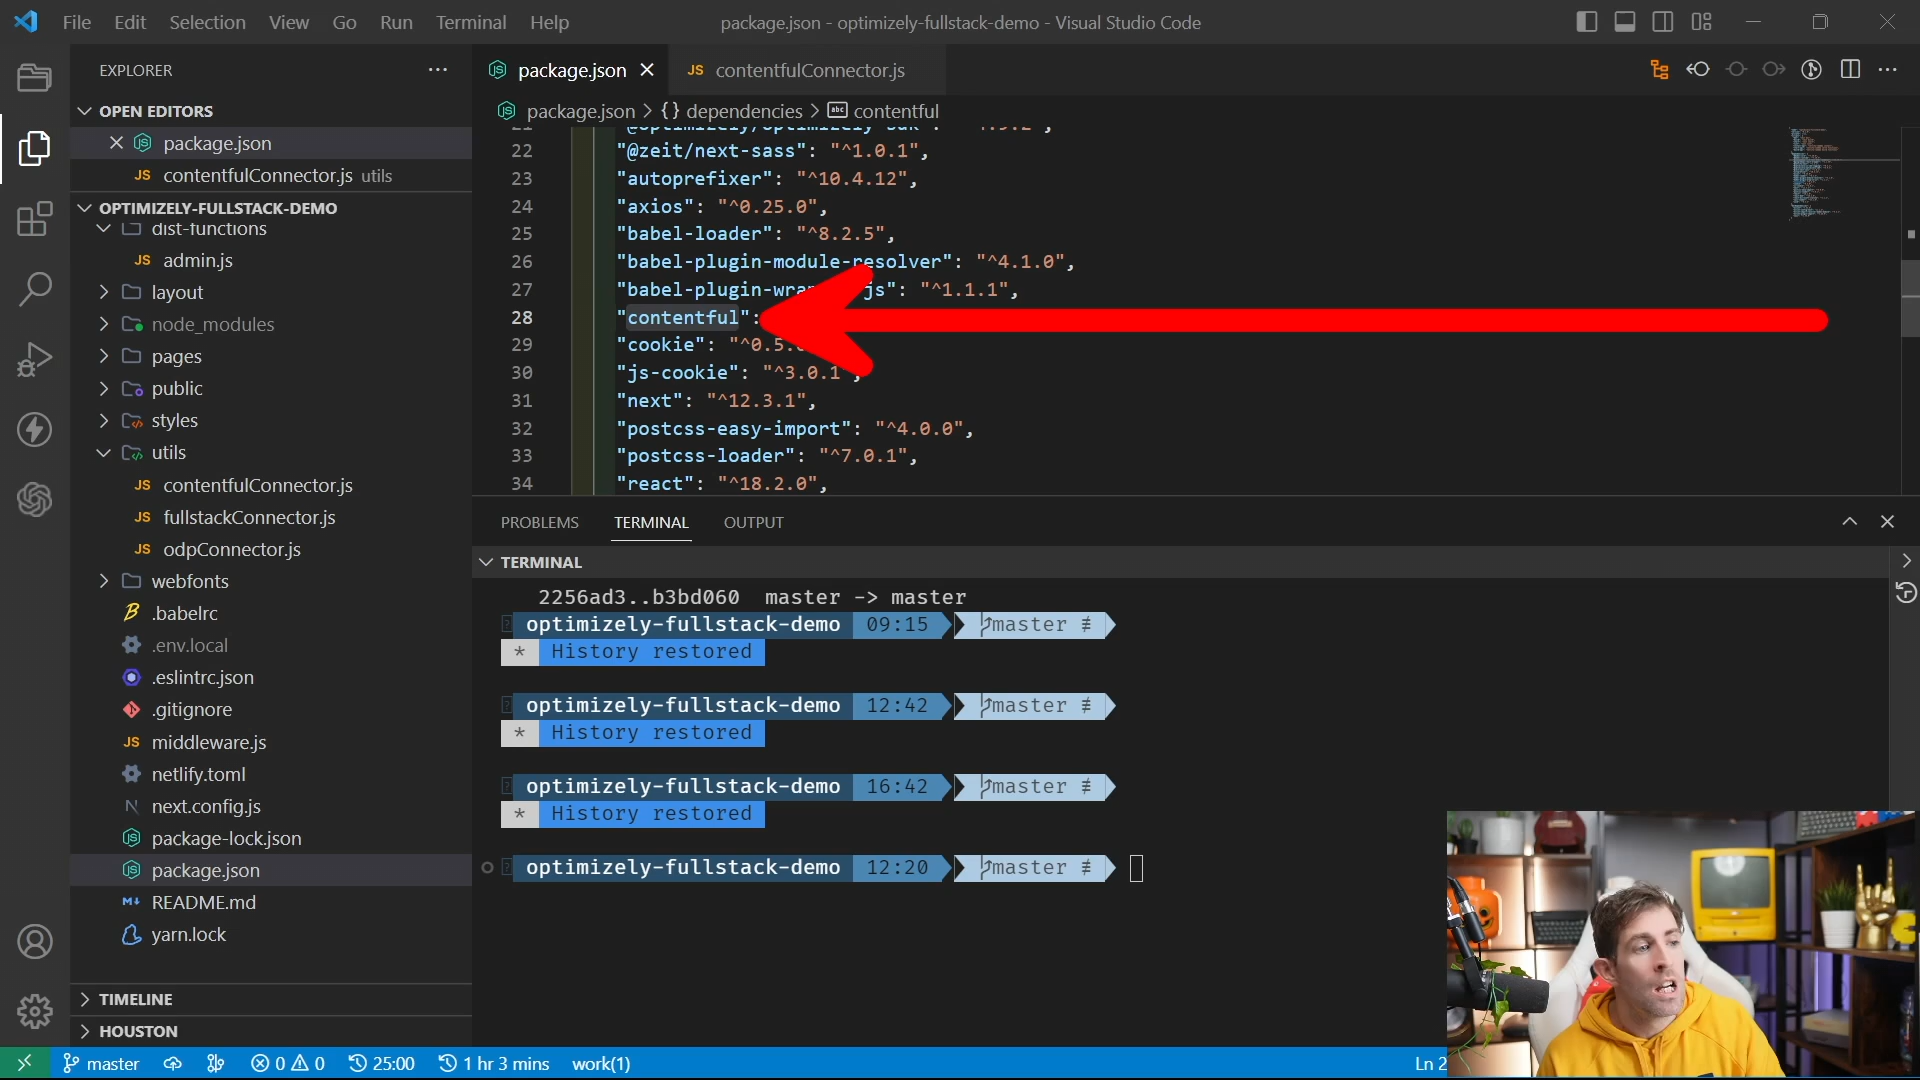 File Edit Selection View Go Run Terminal Help
package.json - optimizely-fullstack-demo - Visual Studio Code
EXPLORER
OPEN EDITORS
package.json
contentfulConnector.js utils
OPTIMIZELY-FULLSTACK-DEMO
dist-functions
JS admin.js
layout
node_modules
pages
public
styles
utils
JS contentfulConnector.js
JS fullstackConnector.js
JS odpConnector.js
webfonts
.babelrc
.env.local
.eslintrc.json
.gitignore
JS middleware.js
netlify.toml
N next.config.js
package-lock.json
package.json
M README.md
yarn.lock
TIMELINE
HOUSTON
package.json JS contentfulConnector.js
package.json > {} dependencies > abc contentful
22 "@zeit/next-sass": "^1.0.1",
23 "autoprefixer": "^10.4.12",
24 "axios": "^0.25.0",
25 "babel-loader": "^8.2.5",
26 "babel-plugin-module-resolver": "^4.1.0",
27 "babel-plugin- js": "^1.1.1",
28 "contentful":
29 "cookie": "^0.5.
30 "js-cookie": "^3.0.1",
31 "next": "^12.3.1",
32 "postcss-easy-import": "^4.0.0",
33 "postcss-loader": "^7.0.1",
34 "react": "^18.2.0",
PROBLEMS TERMINAL OUTPUT
TERMINAL
2256ad3..b3bd060 master -> master
optimizely-fullstack-demo 09:15 master ≢
* History restored
optimizely-fullstack-demo 12:42 master ≢
* History restored
optimizely-fullstack-demo 16:42 master ≢
* History restored
optimizely-fullstack-demo 12:20 master ≢
master 0 0 25:00 1 hr 3 mins work(1)
Ln 2